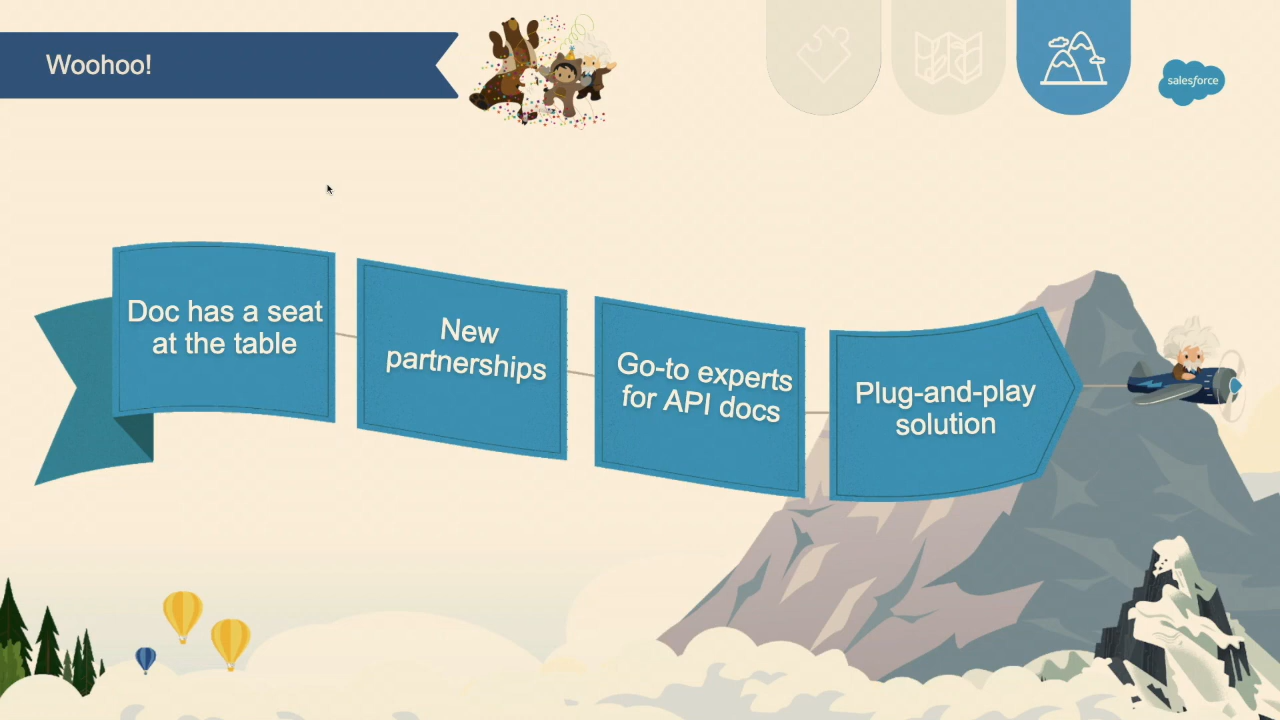 Woohoo!
salesforce
Doc has a seat
at the table
New
partnerships
Go-to experts
for API docs
Plug-and-play
solution